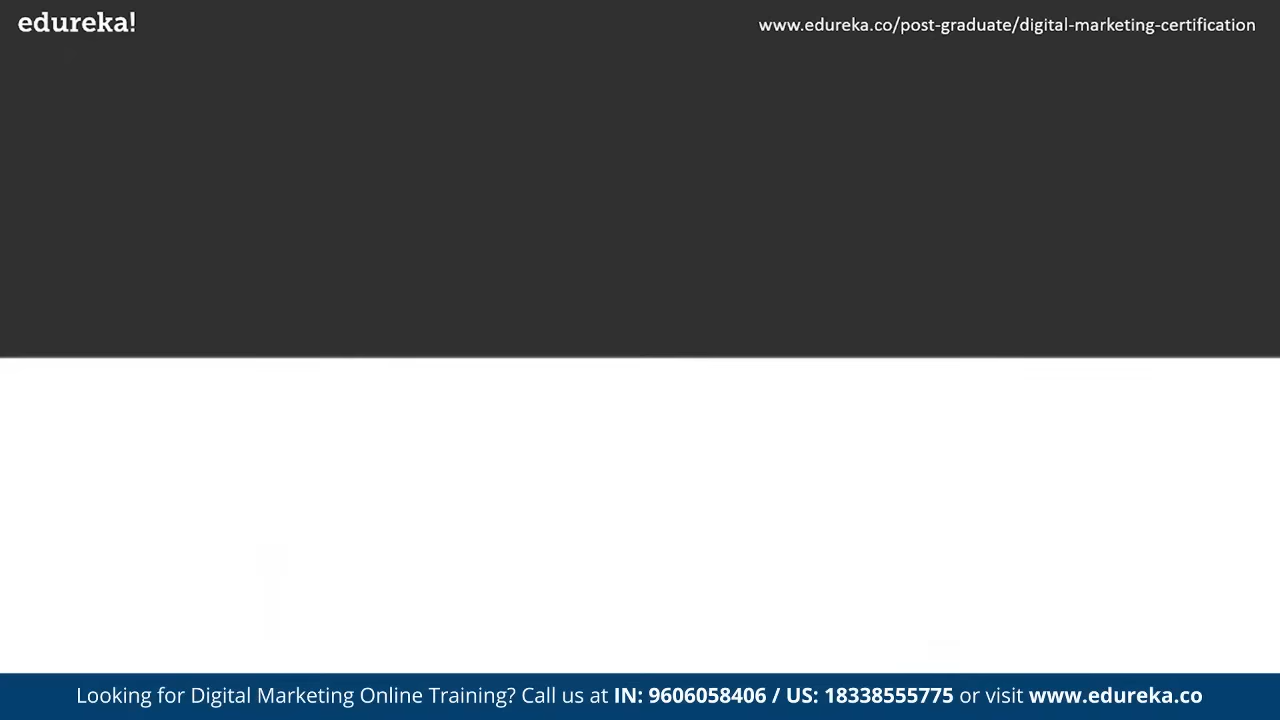 edureka!
www.edureka.co/post-graduate/digital-marketing-certification
Looking for Digital Marketing Online Training? Call us at IN: 9606058406 / US: 18338555775 or visit www.edureka.co